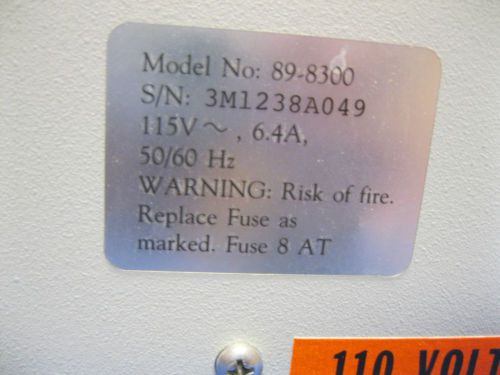 Model No: 89-8300
S/N: 3M1238A049
115V~, 6.4A,
50/60 Hz
WARNING: Risk of fire.
Replace Fuse as
marked. Fuse 8 AT
110 VOLT